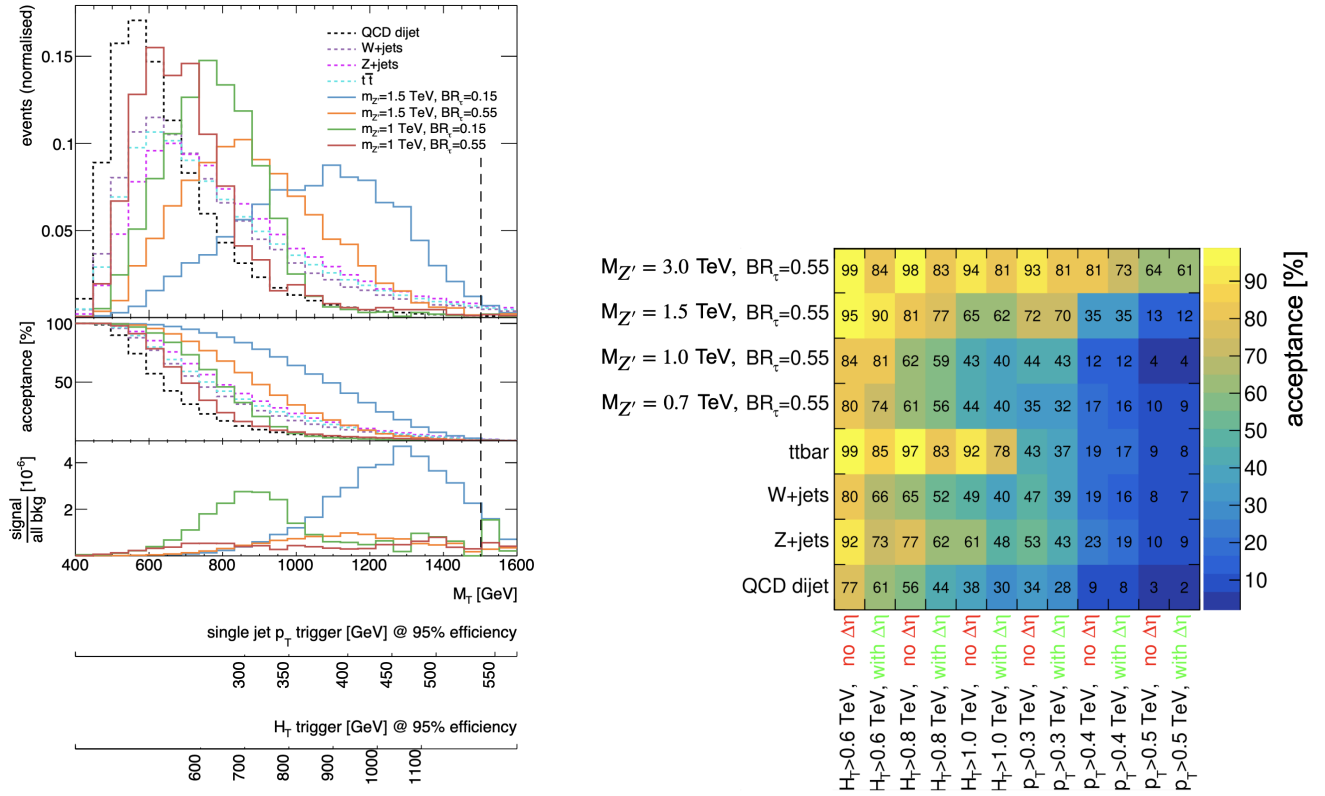 events (normalised)
0.15
0.1
0.05
QCD dijet
W+jets
Z+jets
tt̅
m_Z'=1.5 TeV, BR_τ=0.15
m_Z'=1.5 TeV, BR_τ=0.55
m_Z'=1 TeV, BR_τ=0.15
m_Z'=1 TeV, BR_τ=0.55
acceptance [%]
100
50
signal
all bkg
[10⁻⁶]
4
2
400 600 800 1000 1200 1400 1600
M_T [GeV]
single jet p_T trigger [GeV] @ 95% efficiency
300 350 400 450 500 550
H_T trigger [GeV] @ 95% efficiency
600 700 800 900 1000 1100
M_Z′ = 3.0 TeV, BR_τ=0.55 99 84 98 83 94 81 93 81 81 73 64 61
M_Z′ = 1.5 TeV, BR_τ=0.55 95 90 81 77 65 62 72 70 35 35 13 12
M_Z′ = 1.0 TeV, BR_τ=0.55 84 81 62 59 43 40 44 43 12 12 4 4
M_Z′ = 0.7 TeV, BR_τ=0.55 80 74 61 56 44 40 35 32 17 16 10 9
ttbar 99 85 97 83 92 78 43 37 19 17 9 8
W+jets 80 66 65 52 49 40 47 39 19 16 8 7
Z+jets 92 73 77 62 61 48 53 43 23 19 10 9
QCD dijet 77 61 56 44 38 30 34 28 9 8 3 2
H_T>0.6 TeV, no Δη
H_T>0.6 TeV, with Δη
H_T>0.8 TeV, no Δη
H_T>0.8 TeV, with Δη
H_T>1.0 TeV, no Δη
H_T>1.0 TeV, with Δη
p_T>0.3 TeV, no Δη
p_T>0.3 TeV, with Δη
p_T>0.4 TeV, no Δη
p_T>0.4 TeV, with Δη
p_T>0.5 TeV, no Δη
p_T>0.5 TeV, with Δη
90
80
70
60
50
40
30
20
10
acceptance [%]